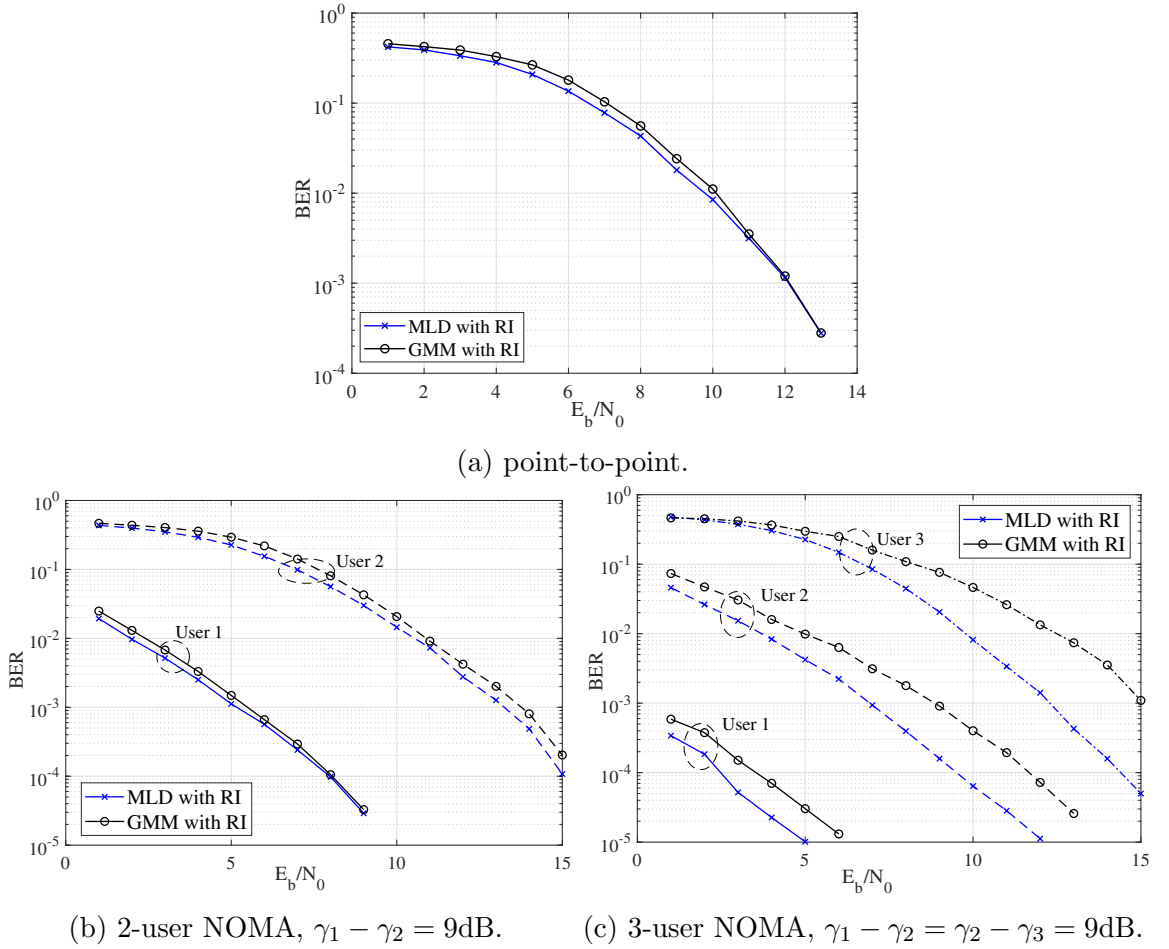 10^0
10^-1
10^-2
10^-3
10^-4
BER
MLD with RI
GMM with RI
0 2 4 6 8 10 12 14
E_b/N_0
(a) point-to-point.
10^0
10^-1
10^-2
10^-3
10^-4
10^-5
BER
User 2
User 1
MLD with RI
GMM with RI
0 5 10 15
E_b/N_0
(b) 2-user NOMA, γ_1 − γ_2 = 9dB.
10^0
10^-1
10^-2
10^-3
10^-4
10^-5
BER
MLD with RI
GMM with RI
User 3
User 2
User 1
0 5 10 15
E_b/N_0
(c) 3-user NOMA, γ_1 − γ_2 = γ_2 − γ_3 = 9dB.